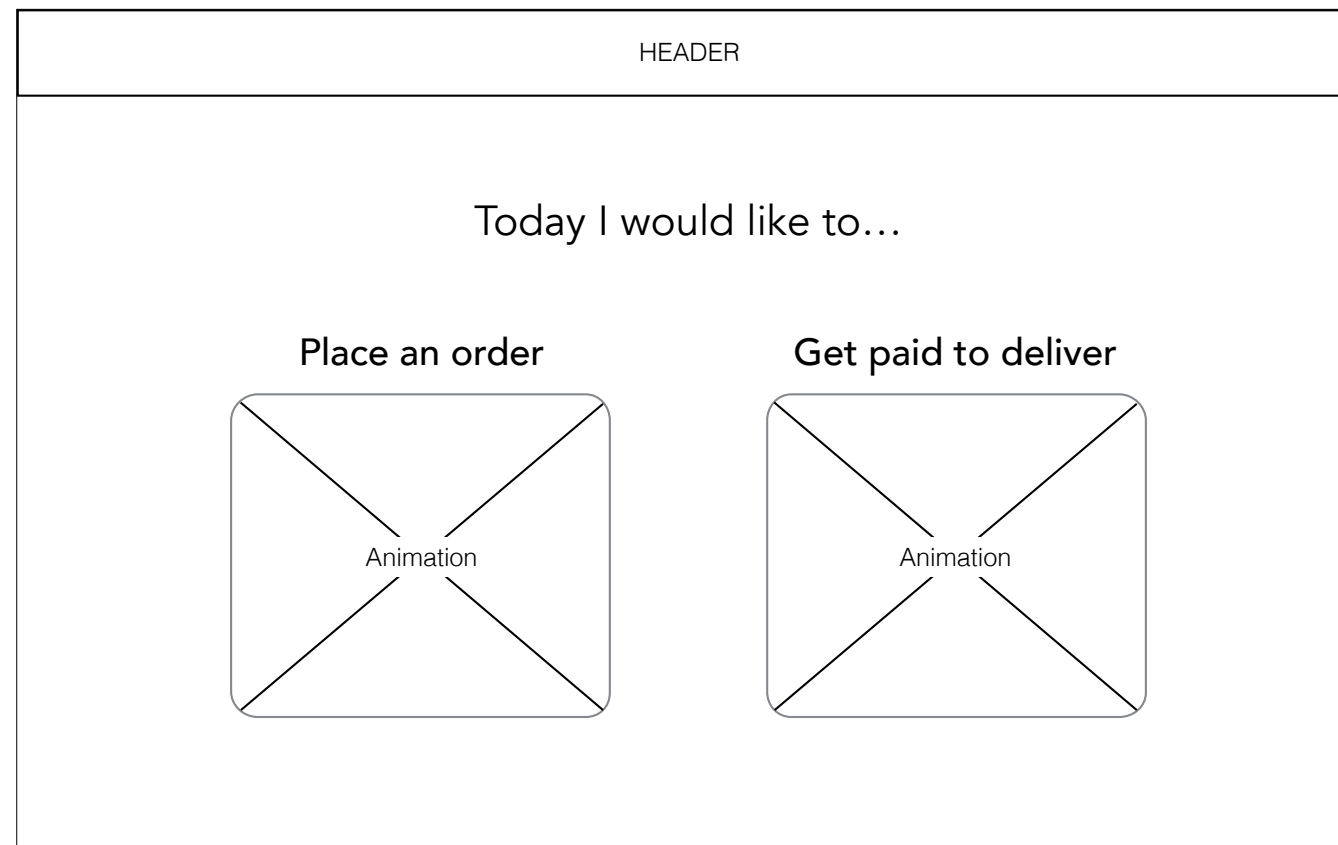 HEADER
Today I would like to…
Place an order
Get paid to deliver
Animation
Animation